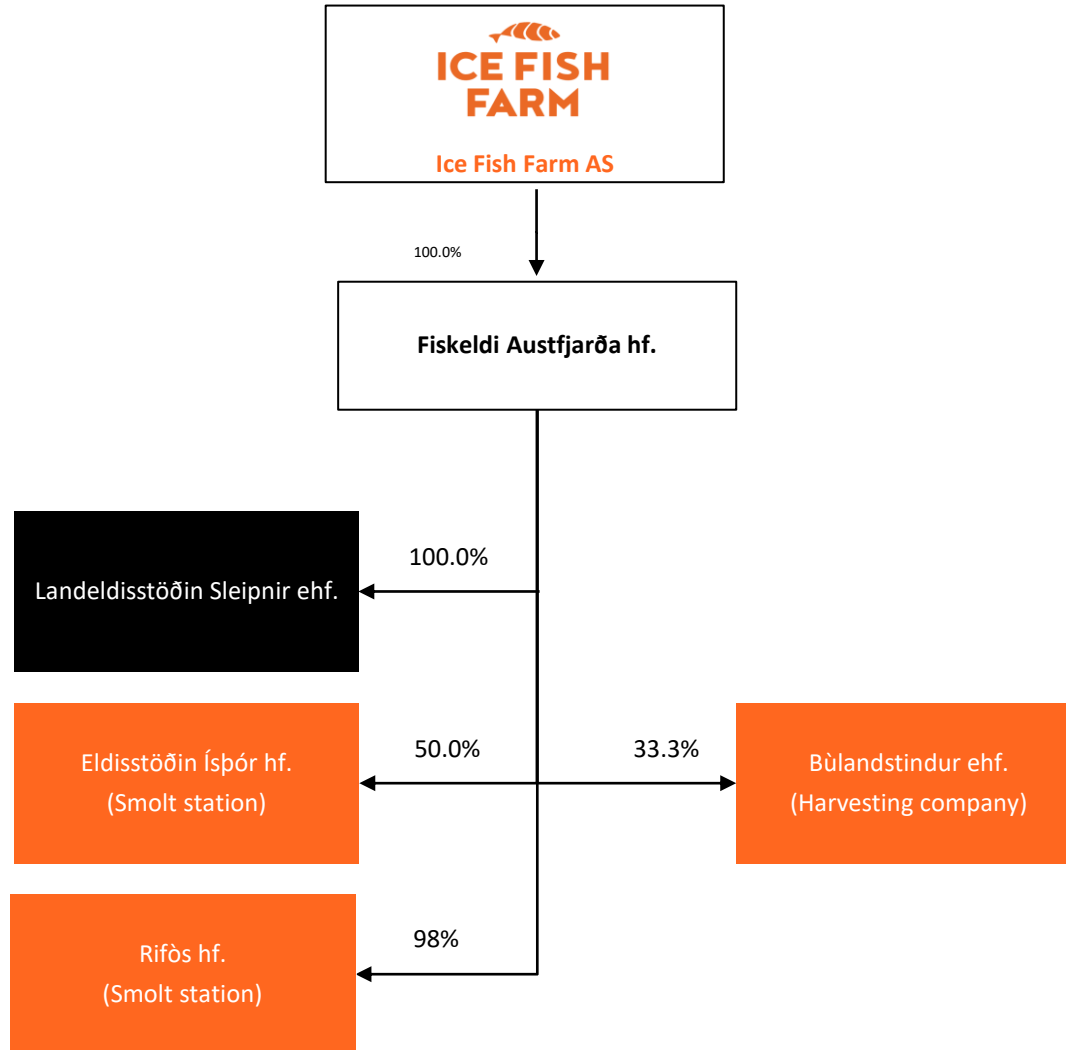 ICE FISH
FARM
Ice Fish Farm AS
100.0%
Fiskeldi Austfjarða hf.
Landeldisstöðin Sleipnir ehf.
100.0%
Eldisstöðin Ísþór hf.
(Smolt station)
50.0%
33.3%
Bùlandstindur ehf.
(Harvesting company)
Rifòs hf.
(Smolt station)
98%